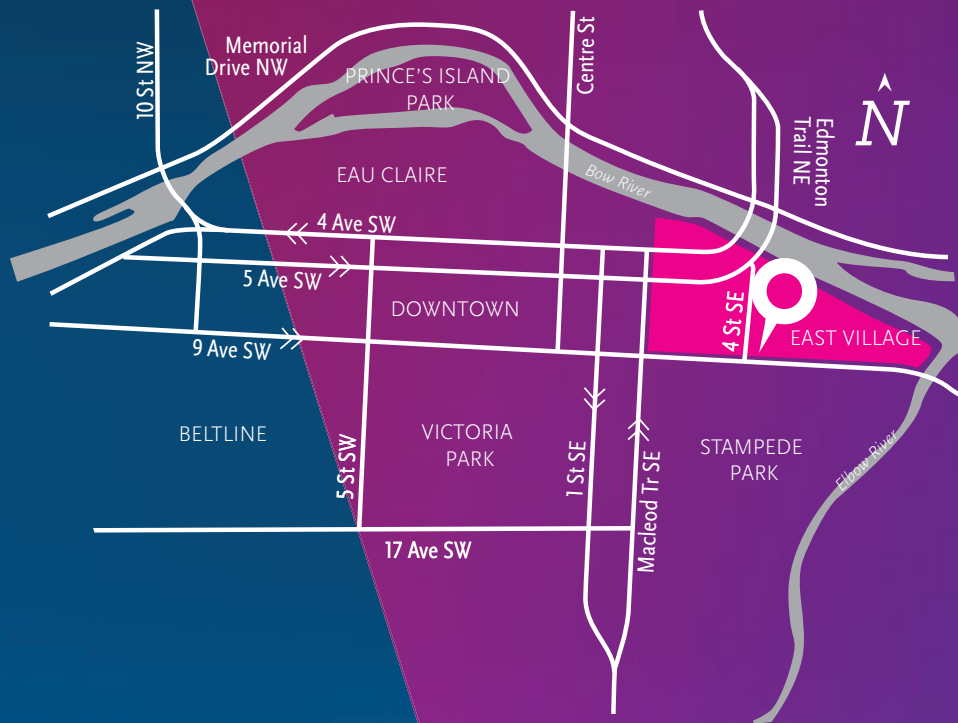 10 St NW
Memorial
Drive NW
PRINCE'S ISLAND
PARK
Centre St
Edmonton
Trail NE
N
EAU CLAIRE
Bow River
4 Ave SW
5 Ave SW
DOWNTOWN
4 St SE
EAST VILLAGE
9 Ave SW
BELTLINE
5 St SW
VICTORIA
PARK
1 St SE
Macleod Tr SE
STAMPEDE
PARK
Elbow River
17 Ave SW